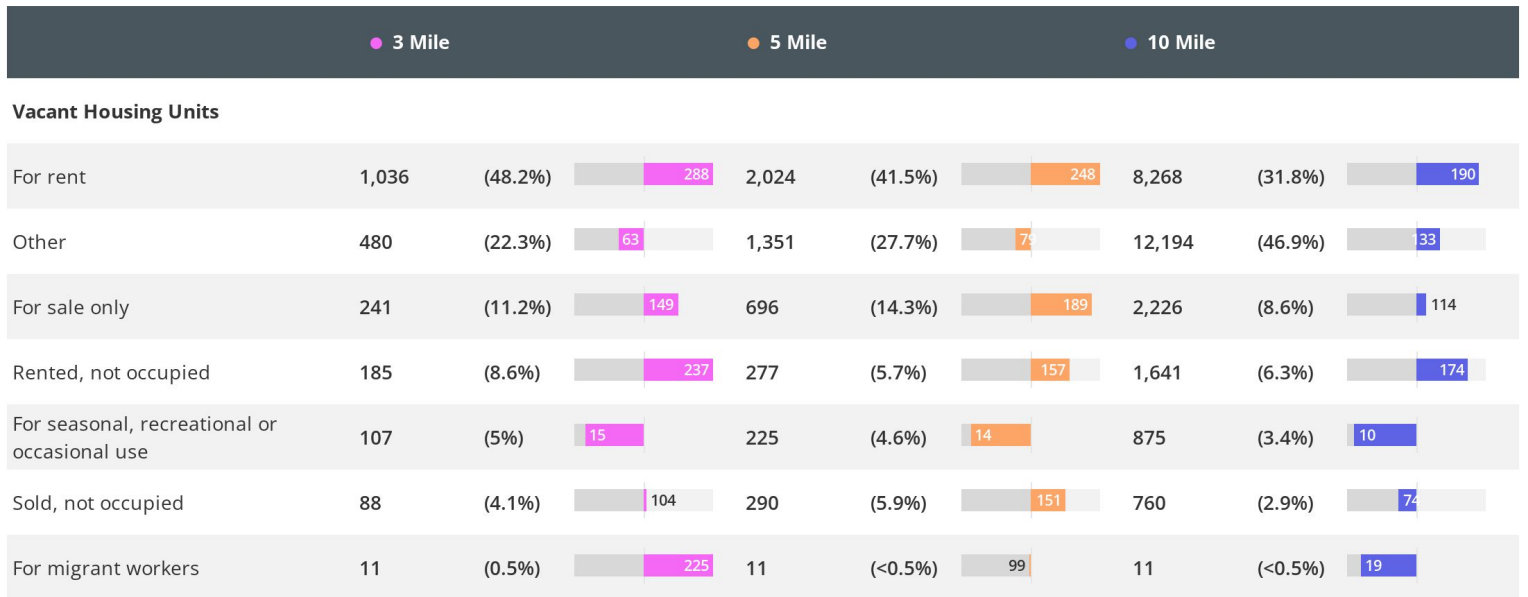 3 Mile 5 Mile 10 Mile
Vacant Housing Units
For rent 1,036 (48.2%) 288 2,024 (41.5%) 248 8,268 (31.8%) 190
Other 480 (22.3%) 63 1,351 (27.7%) 79 12,194 (46.9%) 133
For sale only 241 (11.2%) 149 696 (14.3%) 189 2,226 (8.6%) 114
Rented, not occupied 185 (8.6%) 237 277 (5.7%) 157 1,641 (6.3%) 174
For seasonal, recreational or
occasional use 107 (5%) 15 225 (4.6%) 14 875 (3.4%) 10
Sold, not occupied 88 (4.1%) 104 290 (5.9%) 151 760 (2.9%) 74
For migrant workers 11 (0.5%) 225 11 (<0.5%) 99 11 (<0.5%) 19